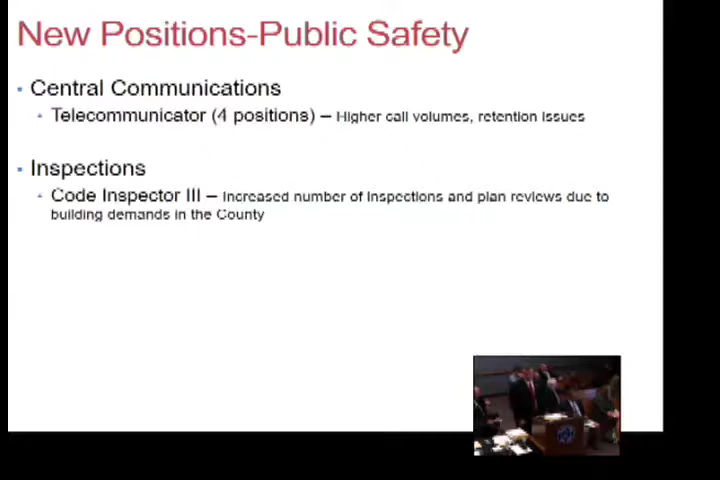 New Positions-Public Safety
Central Communications
Telecommunicator (4 positions) – Higher call volumes, retention issues
Inspections
Code Inspector III – Increased number of inspections and plan reviews due to
building demands in the County